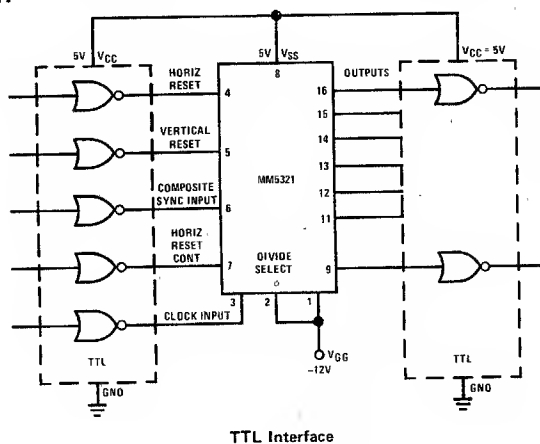 5V VCC
5V VSS
VCC = 5V
HORIZ
RESET
4
8
OUTPUTS
16
15
VERTICAL
RESET
5
14
MM5321
13
COMPOSITE
SYNC INPUT
6
12
11
HORIZ
RESET
CONT
7
DIVIDE
SELECT
9
3
2
1
CLOCK INPUT
VGG
-12V
TTL
TTL
GND
GND
TTL Interface